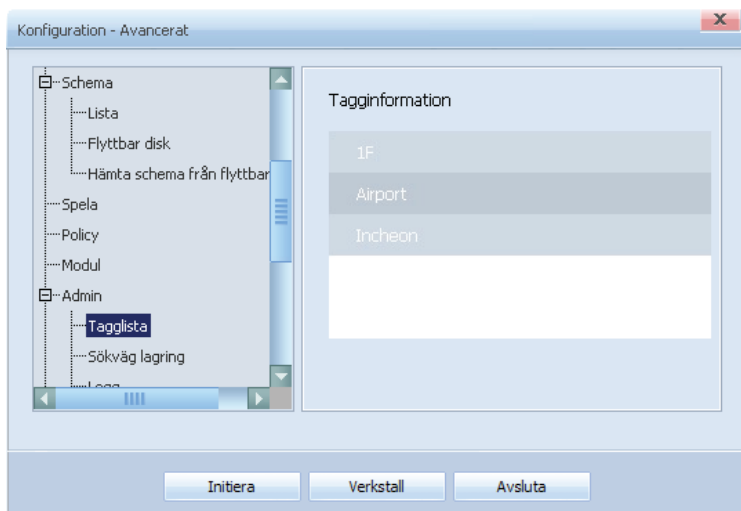 Konfiguration - Avancerat
Schema
Lista
Flyttbar disk
Hämta schema från flyttbar
Spela
Policy
Modul
Admin
Tagglista
Sökväg lagring
Logg
Tagginformation
1F
Airport
Incheon
Initiera
Verkstall
Avsluta